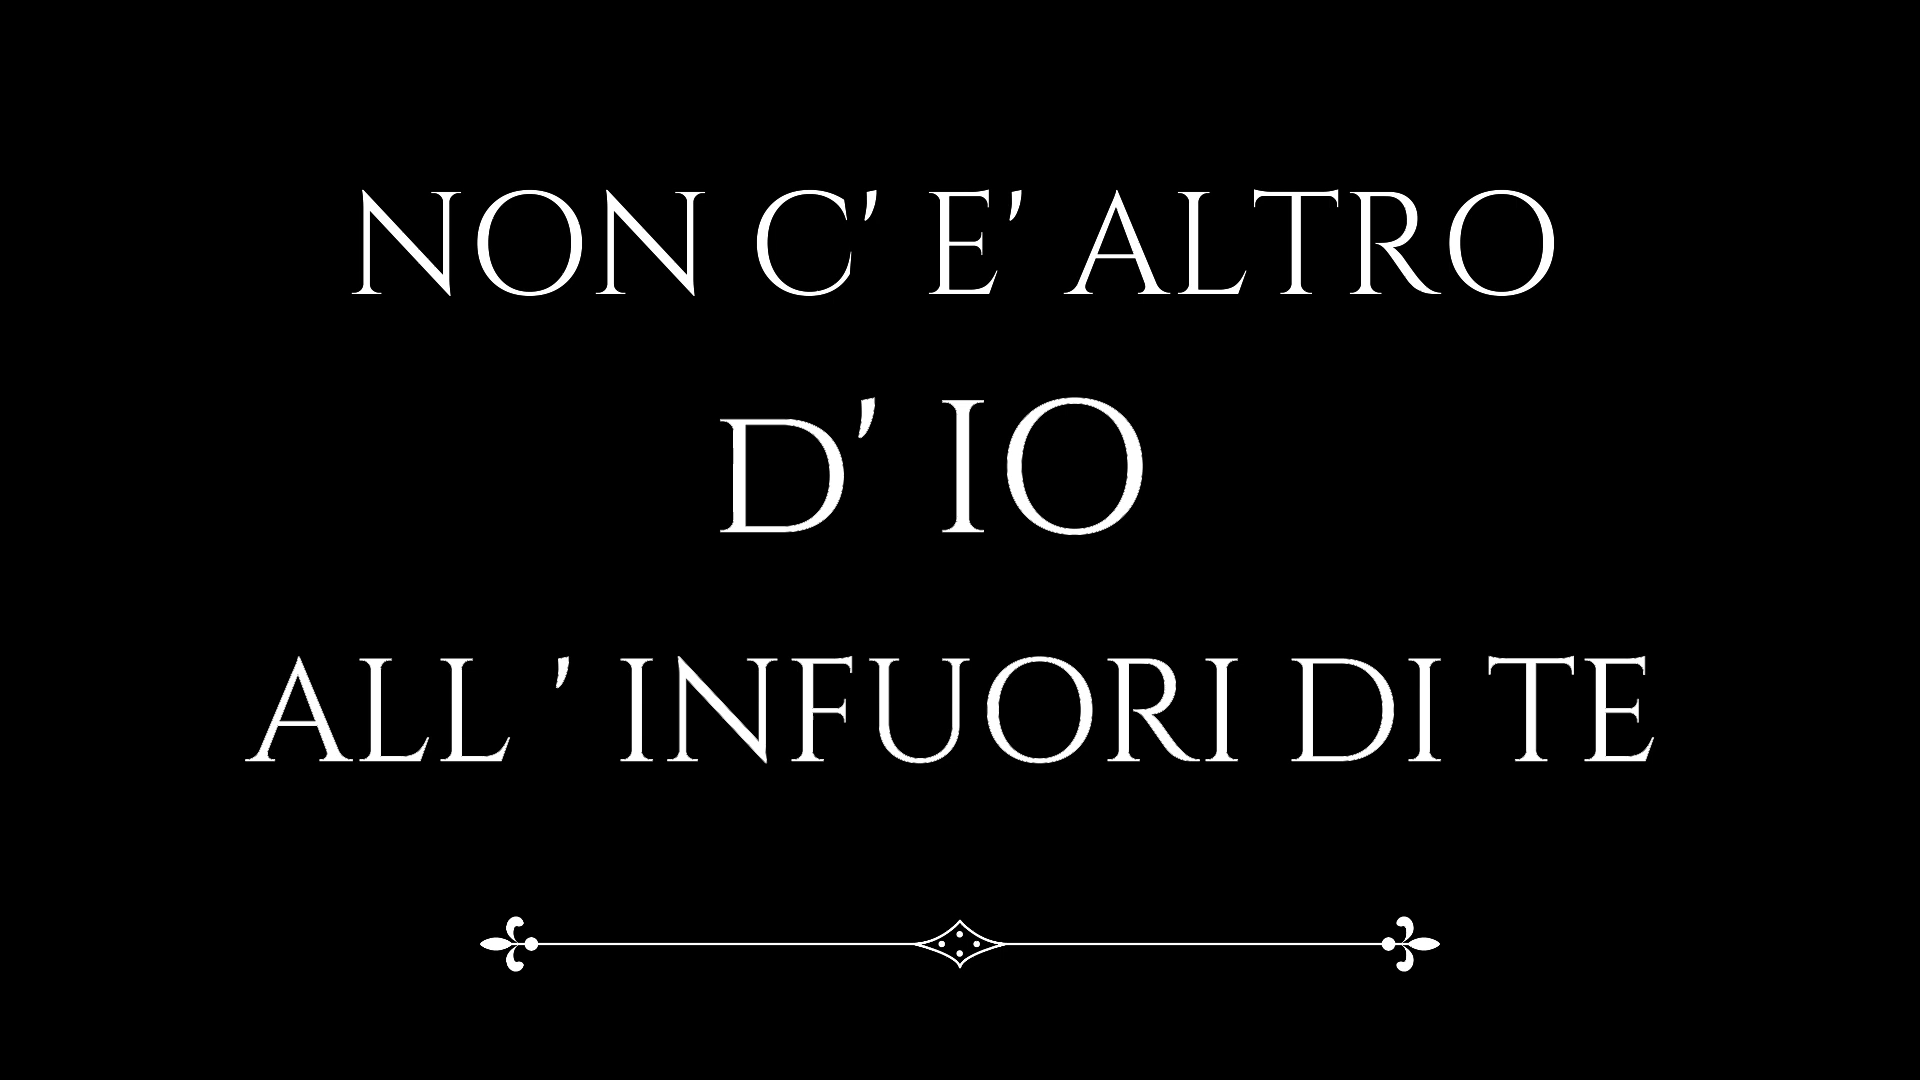 NON C' E' ALTRO
D' IO
ALL ' INFUORI DI TE